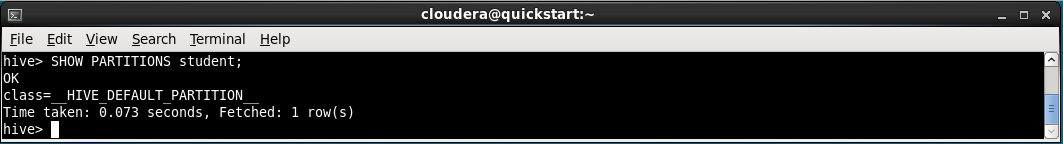 cloudera@quickstart:~
File Edit View Search Terminal Help
hive> SHOW PARTITIONS student;
OK
class=__HIVE_DEFAULT_PARTITION__
Time taken: 0.073 seconds, Fetched: 1 row(s)
hive>